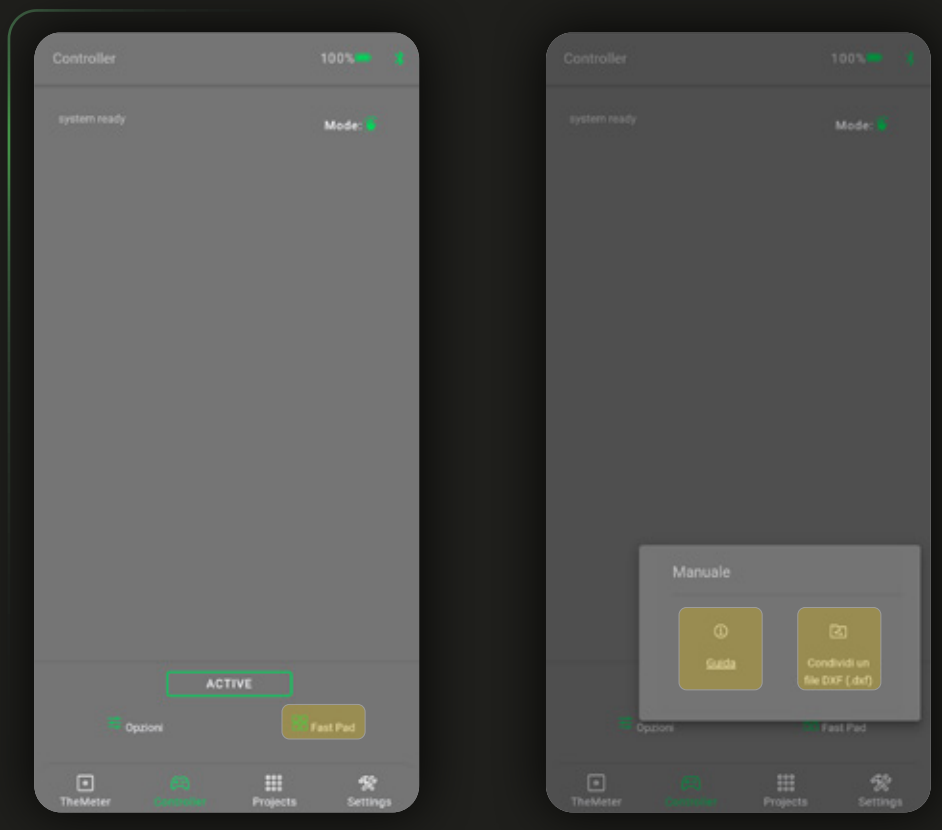 Controller 100%
system ready
Mode:
ACTIVE
Opzioni Fast Pad
TheMeter Controller Projects Settings
Controller 100%
system ready
Mode:
Manuale
Guida
Condividi un
file DXF (.dxf)
Opzioni Fast Pad
TheMeter Controller Projects Settings